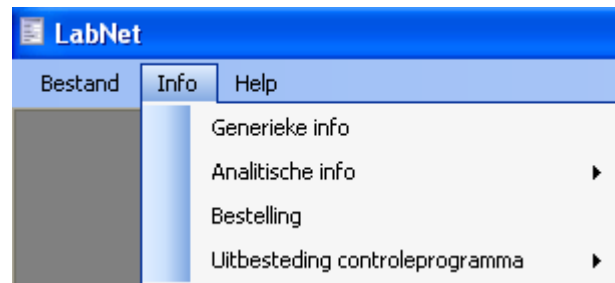 LabNet
Bestand Info Help
Generieke info
Analitische info
Bestelling
Uitbesteding controleprogramma